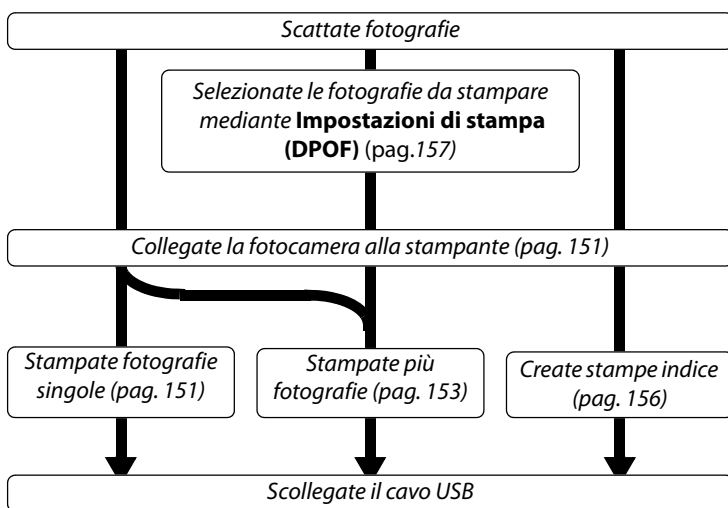 Scattate fotografie
Selezionate le fotografie da stampare
mediante Impostazioni di stampa
(DPOF) (pag.157)
Collegate la fotocamera alla stampante (pag. 151)
Stampate fotografie
singole (pag. 151)
Stampate più
fotografie (pag. 153)
Create stampe indice
(pag. 156)
Scollegate il cavo USB